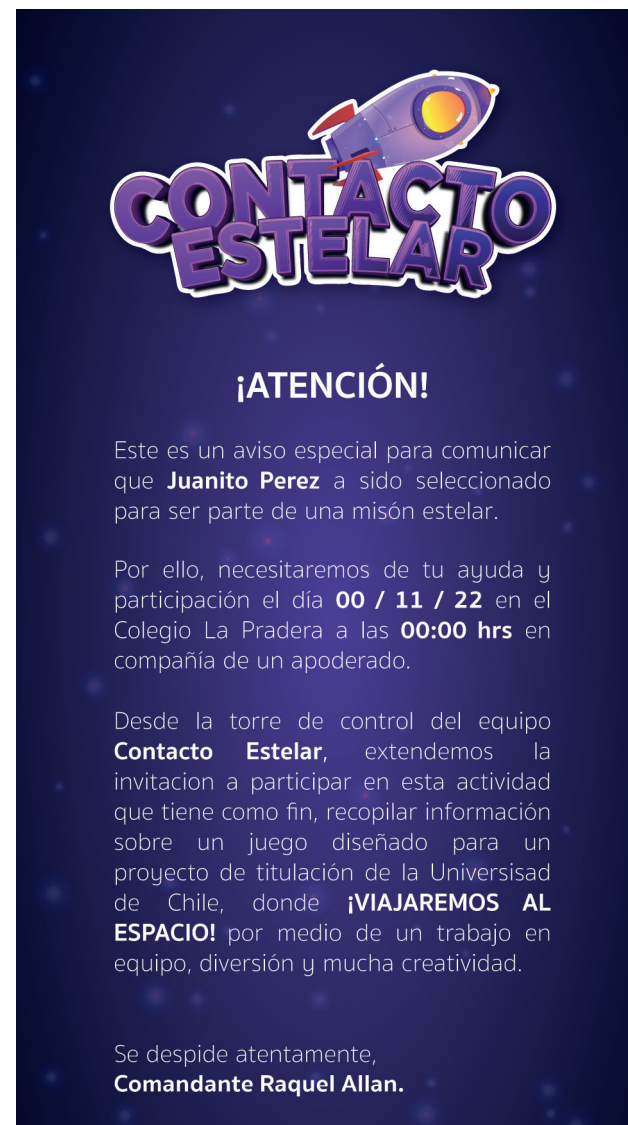 CONTACTO
ESTELAR
¡ATENCIÓN!
Este es un aviso especial para comunicar
que Juanito Perez a sido seleccionado
para ser parte de una misón estelar.
Por ello, necesitaremos de tu ayuda y
participación el día 00 / 11 / 22 en el
Colegio La Pradera a las 00:00 hrs en
compañía de un apoderado.
Desde la torre de control del equipo
Contacto Estelar, extendemos la
invitacion a participar en esta actividad
que tiene como fin, recopilar información
sobre un juego diseñado para un
proyecto de titulación de la Universisad
de Chile, donde ¡VIAJAREMOS AL
ESPACIO! por medio de un trabajo en
equipo, diversión y mucha creatividad.
Se despide atentamente,
Comandante Raquel Allan.